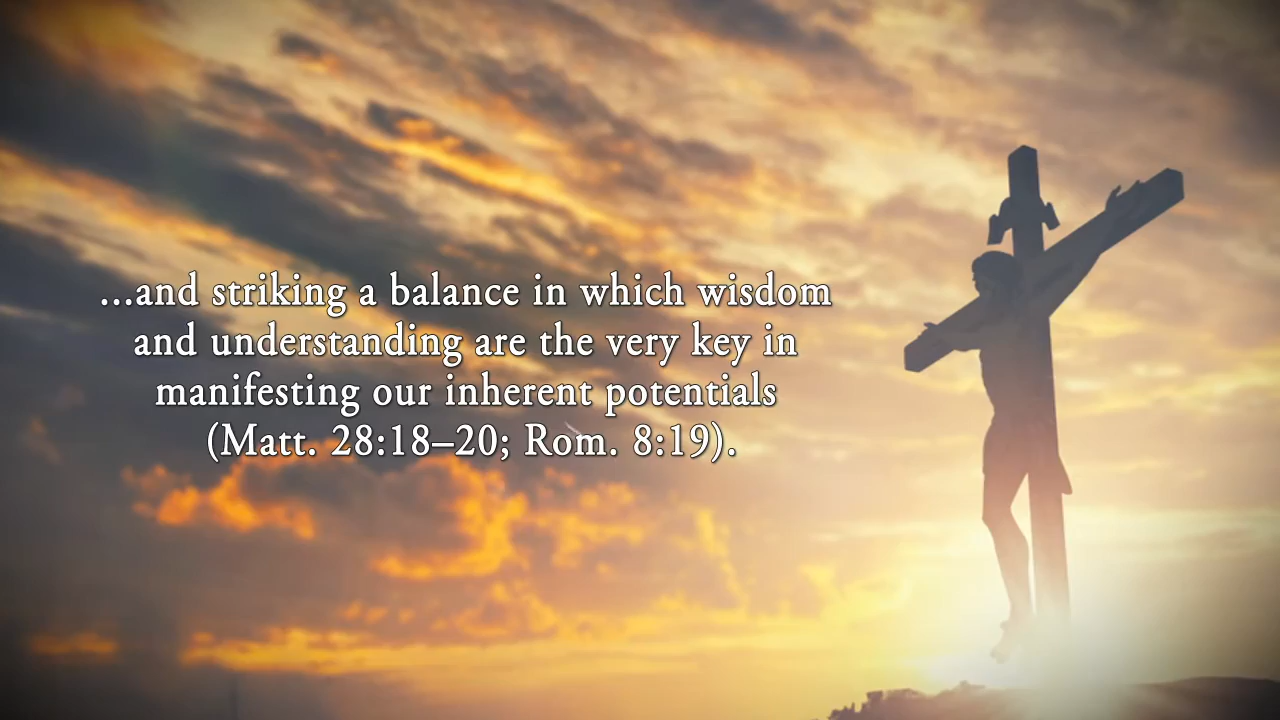 ...and striking a balance in which wisdom
and understanding are the very key in
manifesting our inherent potentials
(Matt. 28:18–20; Rom. 8:19).